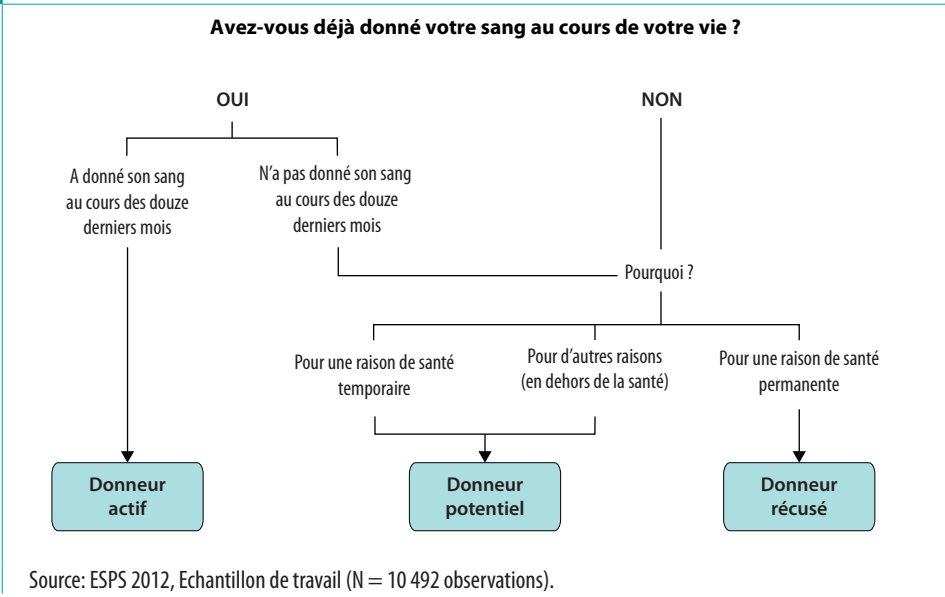 Avez-vous déjà donné votre sang au cours de votre vie ?
OUI
NON
A donné son sang
au cours des douze
derniers mois
N'a pas donné son sang
au cours des douze
derniers mois
Pourquoi ?
Pour une raison de santé
temporaire
Pour d'autres raisons
(en dehors de la santé)
Pour une raison de santé
permanente
Donneur
actif
Donneur
potentiel
Donneur
récusé
Source: ESPS 2012, Echantillon de travail (N = 10 492 observations).